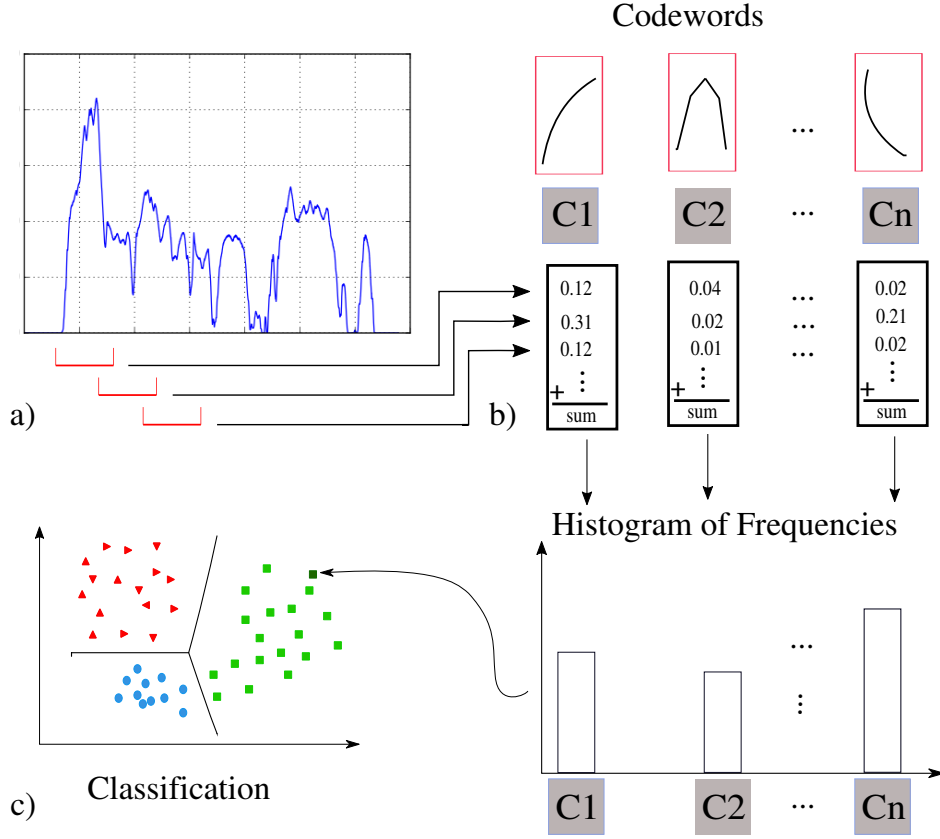 Codewords
C1 C2 ... Cn
...
0.12 0.04 ... 0.02
0.31 0.02 ... 0.21
0.12 0.01 ... 0.02
+ ... + ... + ...
sum sum sum
a)
b)
Histogram of Frequencies
...
...
C1 C2 ... Cn
Classification
c)